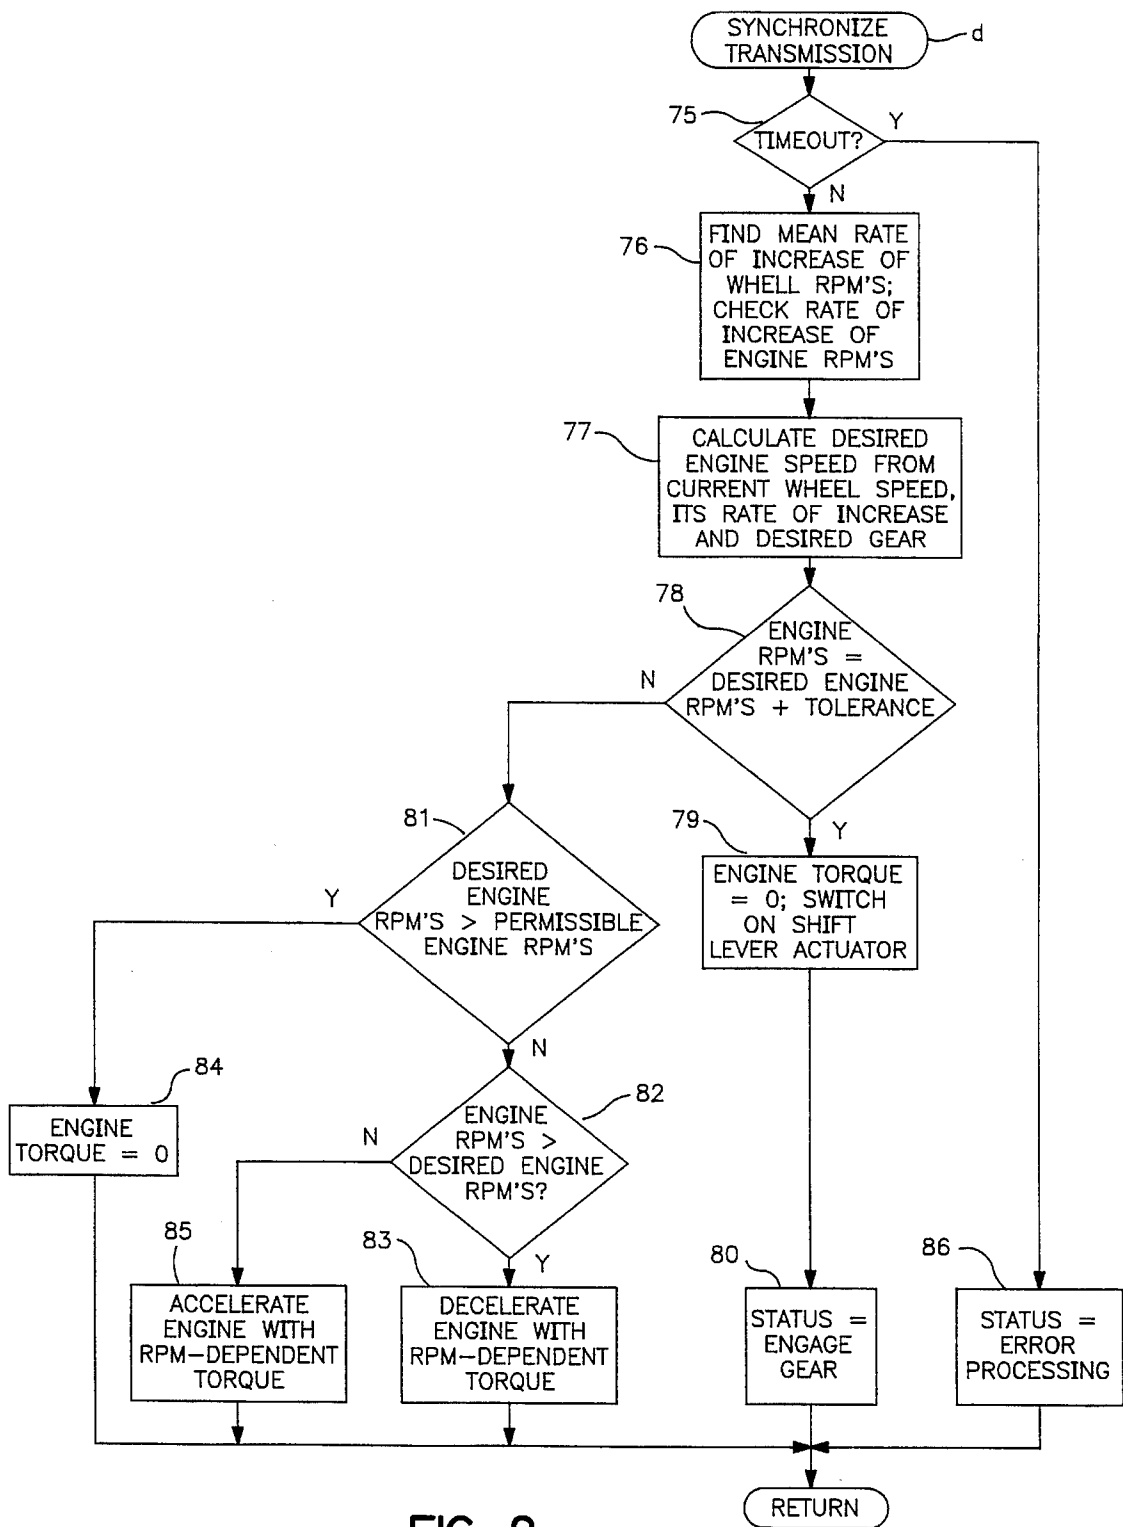 SYNCHRONIZE
TRANSMISSION
d
75
TIMEOUT?
Y
N
76
FIND MEAN RATE
OF INCREASE OF
WHELL RPM'S;
CHECK RATE OF
INCREASE OF
ENGINE RPM'S
77
CALCULATE DESIRED
ENGINE SPEED FROM
CURRENT WHEEL SPEED,
ITS RATE OF INCREASE
AND DESIRED GEAR
78
ENGINE
RPM'S =
DESIRED ENGINE
RPM'S + TOLERANCE
N
Y
79
ENGINE TORQUE
= 0; SWITCH
ON SHIFT
LEVER ACTUATOR
81
DESIRED
ENGINE
RPM'S > PERMISSIBLE
ENGINE RPM'S
Y
N
84
ENGINE
TORQUE = 0
82
ENGINE
RPM'S >
DESIRED ENGINE
RPM'S?
N
Y
85
ACCELERATE
ENGINE WITH
RPM-DEPENDENT
TORQUE
83
DECELERATE
ENGINE WITH
RPM-DEPENDENT
TORQUE
80
STATUS =
ENGAGE
GEAR
86
STATUS =
ERROR
PROCESSING
RETURN